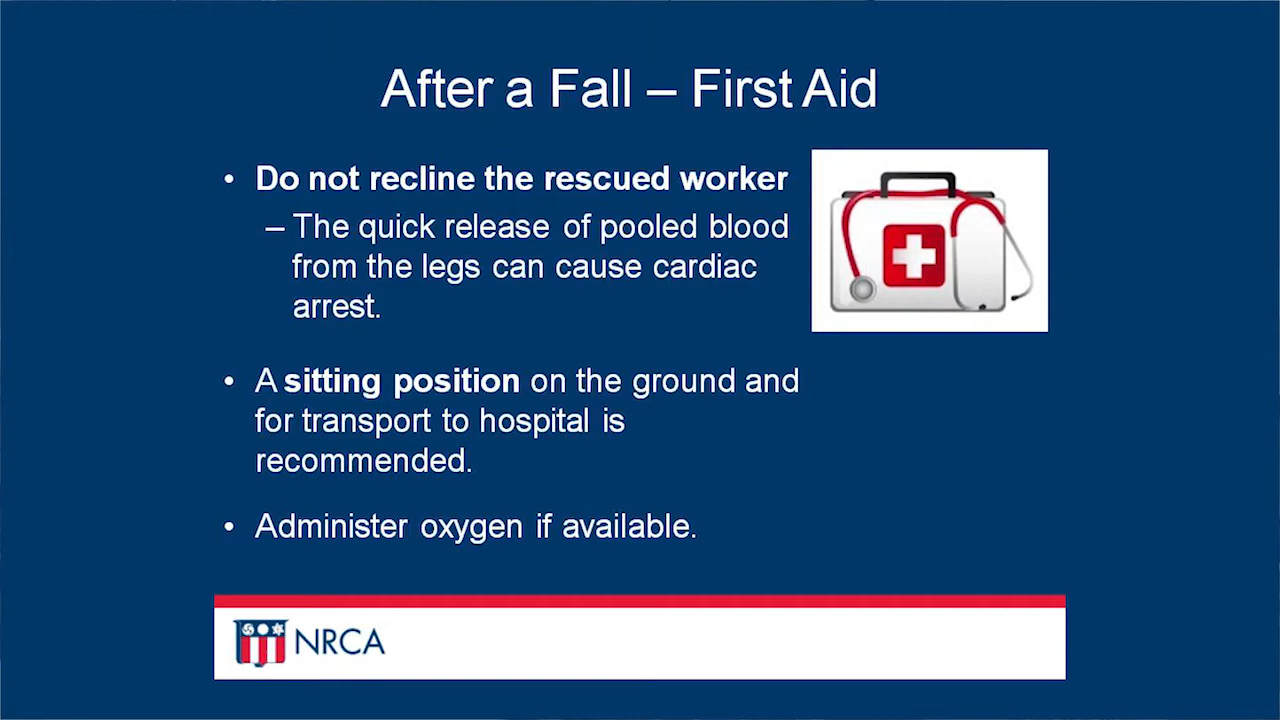 After a Fall – First Aid
• Do not recline the rescued worker
– The quick release of pooled blood
from the legs can cause cardiac
arrest.
• A sitting position on the ground and
for transport to hospital is
recommended.
• Administer oxygen if available.
NRCA